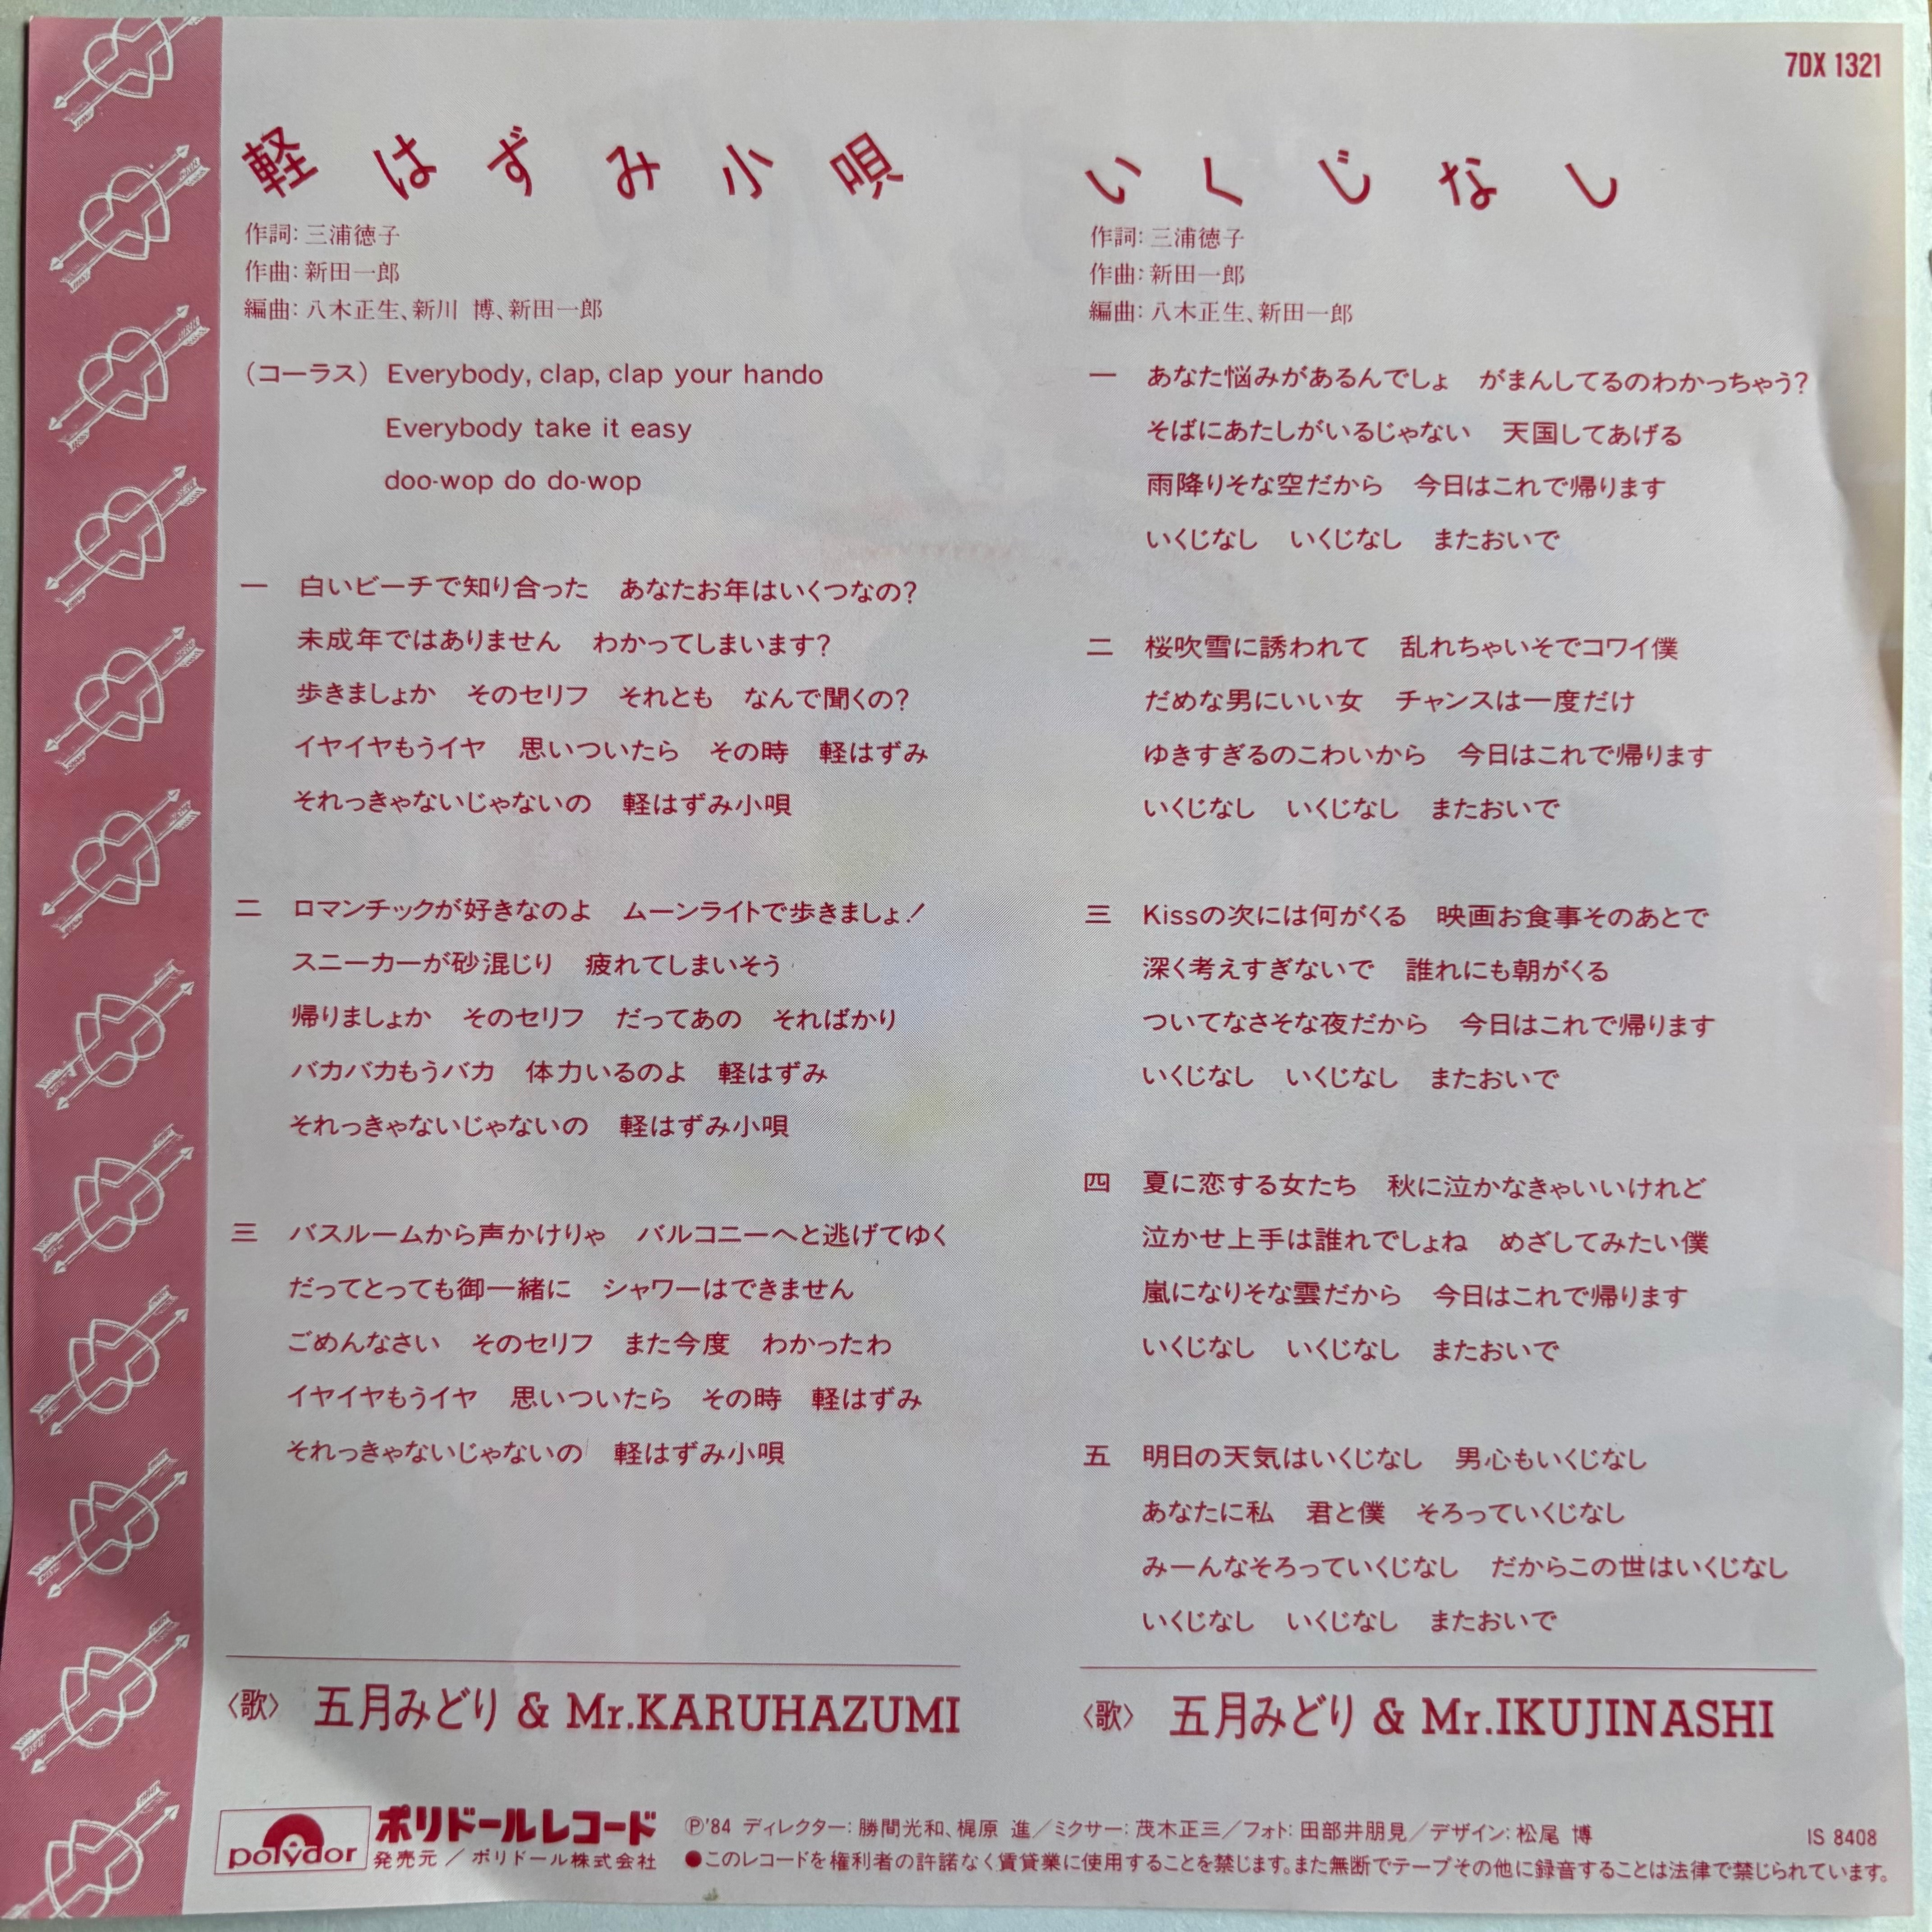 7DX 1321
軽はずみ小唄
作詞：三浦徳子
作曲：新田一郎
編曲：八木正生、新川 博、新田一郎
（コーラス） Everybody, clap, clap your hando
Everybody take it easy
doo-wop do do-wop
一 白いビーチで知り合った あなたお年はいくつなの？
未成年ではありません わかってしまいます？
歩きましょか そのセリフ それとも なんで聞くの？
イヤイヤもうイヤ 思いついたら その時 軽はずみ
それっきゃないじゃないの 軽はずみ小唄
二 ロマンチックが好きなのよ ムーンライトで歩きましょ！
スニーカーが砂混じり 疲れてしまいそう
帰りましょか そのセリフ だってあの そればかり
バカバカもうバカ 体力いるのよ 軽はずみ
それっきゃないじゃないの 軽はずみ小唄
三 バスルームから声かけりゃ バルコニーへと逃げてゆく
だってとっても御一緒に シャワーはできません
ごめんなさい そのセリフ また今度 わかったわ
イヤイヤもうイヤ 思いついたら その時 軽はずみ
それっきゃないじゃないの 軽はずみ小唄
〈歌〉 五月みどり & Mr.KARUHAZUMI
いくじなし
作詞：三浦徳子
作曲：新田一郎
編曲：八木正生、新田一郎
一 あなた悩みがあるんでしょ がまんしてるのわかっちゃう？
そばにあたしがいるじゃない 天国してあげる
雨降りそな空だから 今日はこれで帰ります
いくじなし いくじなし またおいで
二 桜吹雪に誘われて 乱れちゃいそでコワイ僕
だめな男にいい女 チャンスは一度だけ
ゆきすぎるのこわいから 今日はこれで帰ります
いくじなし いくじなし またおいで
三 Kissの次には何がくる 映画お食事そのあとで
深く考えすぎないで 誰れにも朝がくる
ついてなさそな夜だから 今日はこれで帰ります
いくじなし いくじなし またおいで
四 夏に恋する女たち 秋に泣かなきゃいいけれど
泣かせ上手は誰れでしょね めざしてみたい僕
嵐になりそな雲だから 今日はこれで帰ります
いくじなし いくじなし またおいで
五 明日の天気はいくじなし 男心もいくじなし
あなたに私 君と僕 そろっていくじなし
みーんなそろっていくじなし だからこの世はいくじなし
いくじなし いくじなし またおいで
〈歌〉 五月みどり & Mr.IKUJINASHI
polydor
ポリドールレコード
発売元／ポリドール株式会社
Ⓟ'84 ディレクター：勝間光和、梶原 進／ミクサー：茂木正三／フォト：田部井朋見／デザイン：松尾 博
IS 8408
●このレコードを権利者の許諾なく賃貸業に使用することを禁じます。また無断でテープその他に録音することは法律で禁じられています。